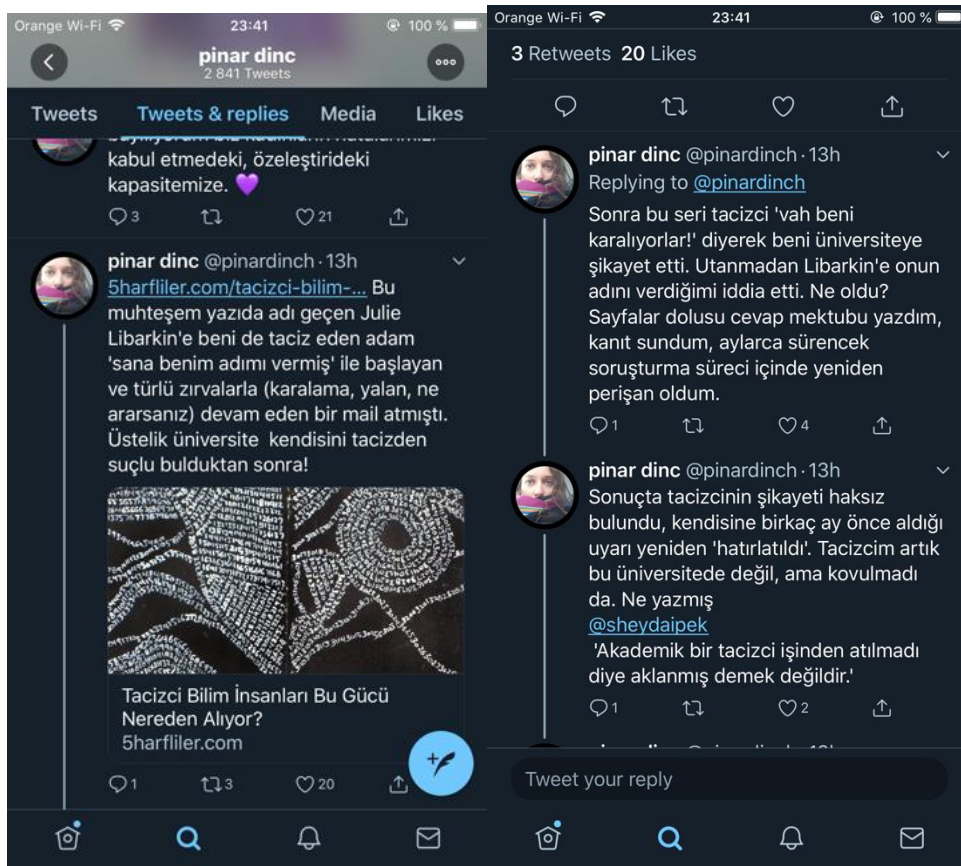 Orange Wi-Fi 23:41 100 %
pinar dinc
2 841 Tweets
Tweets Tweets & replies Media Likes
kabul etmedeki, özeleştirideki
kapasitemize. 💜
3 21
pinar dinc @pinardinch · 13h
5harfliler.com/tacizci-bilim-... Bu
muhteşem yazıda adı geçen Julie
Libarkin'e beni de taciz eden adam
'sana benim adımı vermiş' ile başlayan
ve türlü zırvalarla (karalama, yalan, ne
ararsanız) devam eden bir mail atmıştı.
Üstelik üniversite kendisini tacizden
suçlu bulduktan sonra!
Tacizci Bilim İnsanları Bu Gücü
Nereden Alıyor?
5harfliler.com
1 3 20
Orange Wi-Fi 23:41 100 %
3 Retweets 20 Likes
pinar dinc @pinardinch · 13h
Replying to @pinardinch
Sonra bu seri tacizci 'vah beni
karalıyorlar!' diyerek beni üniversiteye
şikayet etti. Utanmadan Libarkin'e onun
adını verdiğimi iddia etti. Ne oldu?
Sayfalar dolusu cevap mektubu yazdım,
kanıt sundum, aylarca sürencek
soruşturma süreci içinde yeniden
perişan oldum.
1 4
pinar dinc @pinardinch · 13h
Sonuçta tacizcinin şikayeti haksız
bulundu, kendisine birkaç ay önce aldığı
uyarı yeniden 'hatırlatıldı'. Tacizcim artık
bu üniversitede değil, ama kovulmadı
da. Ne yazmış
@sheydaipek
'Akademik bir tacizci işinden atılmadı
diye aklanmış demek değildir.'
1 2
Tweet your reply